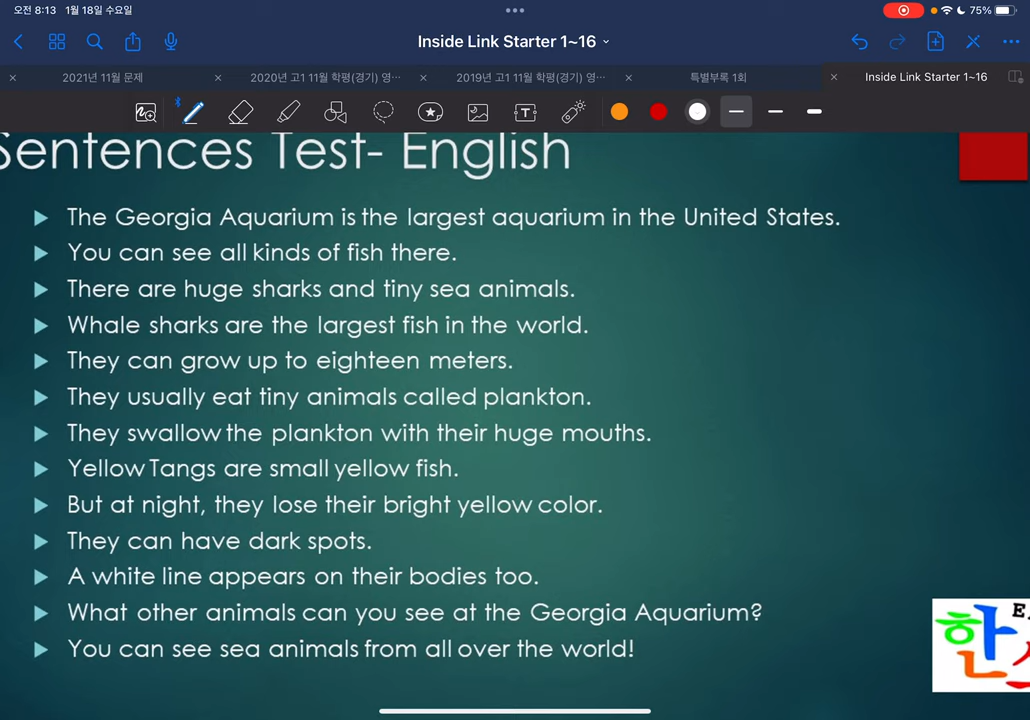 오전 8:13 1월 18일 수요일
75%
Inside Link Starter 1~16
2021년 11월 문제
2020년 고1 11월 학평(경기) 영...
2019년 고1 11월 학평(경기) 영...
특별부록 1회
Inside Link Starter 1~16
Sentences Test- English
The Georgia Aquarium is the largest aquarium in the United States.
You can see all kinds of fish there.
There are huge sharks and tiny sea animals.
Whale sharks are the largest fish in the world.
They can grow up to eighteen meters.
They usually eat tiny animals called plankton.
They swallow the plankton with their huge mouths.
Yellow Tangs are small yellow fish.
But at night, they lose their bright yellow color.
They can have dark spots.
A white line appears on their bodies too.
What other animals can you see at the Georgia Aquarium?
You can see sea animals from all over the world!
한